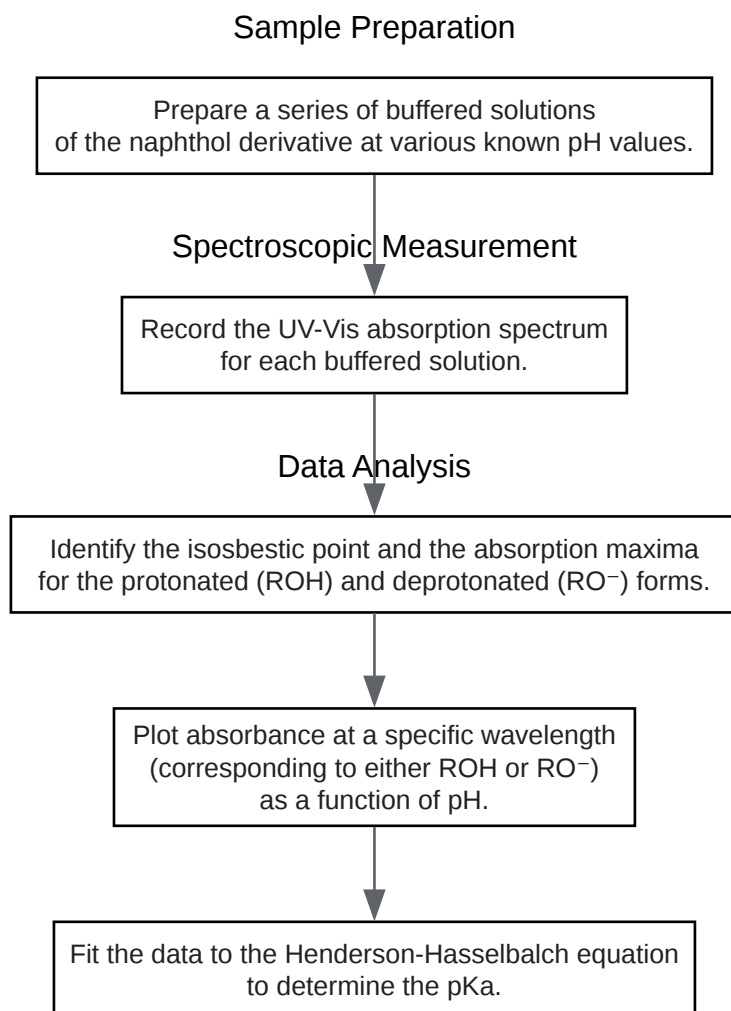 Sample Preparation
Prepare a series of buffered solutions
of the naphthol derivative at various known pH values.
Spectroscopic Measurement
Record the UV-Vis absorption spectrum
for each buffered solution.
Data Analysis
Identify the isosbestic point and the absorption maxima
for the protonated (ROH) and deprotonated (RO⁻) forms.
Plot absorbance at a specific wavelength
(corresponding to either ROH or RO⁻)
as a function of pH.
Fit the data to the Henderson-Hasselbalch equation
to determine the pKa.